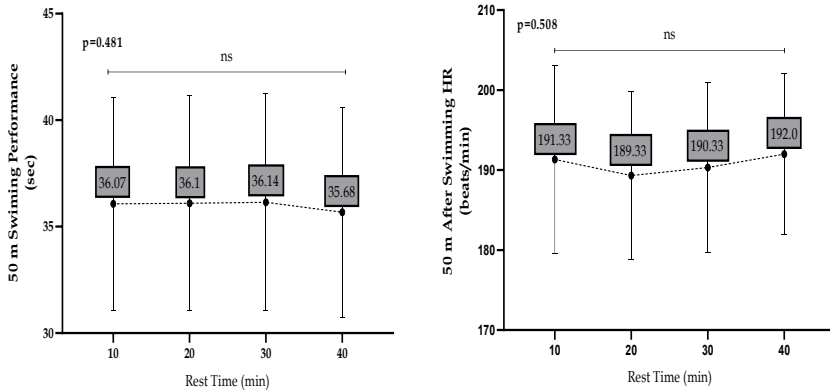 45
40
35
30
50 m Swiming Performance
(sec)
p=0.481
ns
36.07
36.1
36.14
35.68
10
20
30
40
Rest Time (min)
210
200
190
180
170
50 m After Swimming HR
(beats/min)
p=0.508
ns
191.33
189.33
190.33
192.0
10
20
30
40
Rest Time (min)